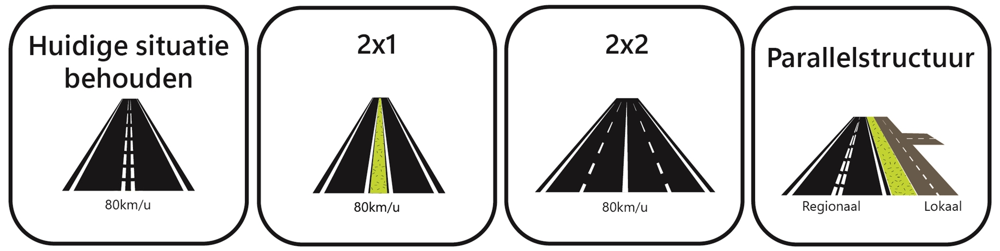 Huidige situatie
behouden
80km/u
2x1
80km/u
2x2
80km/u
Parallelstructuur
Regionaal
Lokaal